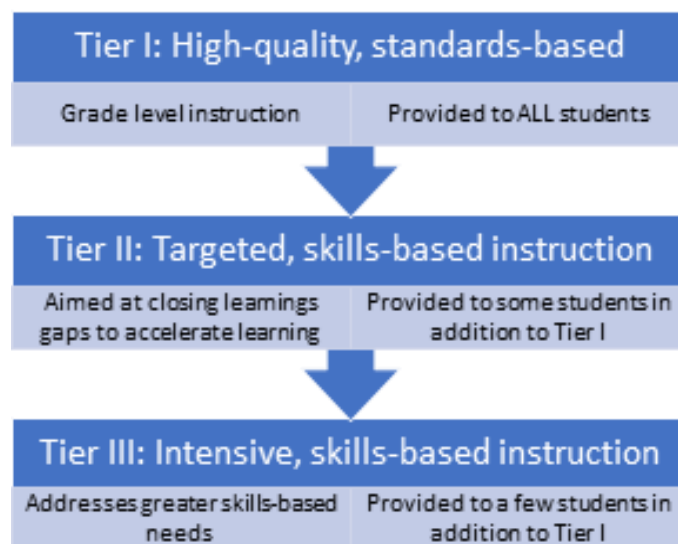 Tier I: High-quality, standards-based
Grade level instruction
Provided to ALL students
Tier II: Targeted, skills-based instruction
Aimed at closing learnings
gaps to accelerate learning
Provided to some students in
addition to Tier I
Tier III: Intensive, skills-based instruction
Addresses greater skills-based
needs
Provided to a few students in
addition to Tier I